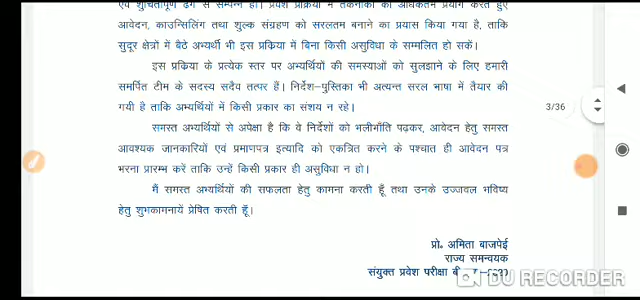 एवं शुचितापूर्ण ढंग से सम्पन्न हो। प्रवेश प्रक्रिया में तकनीकी का अधिकतम प्रयोग करते हुए
आवेदन, काउन्सिलिंग तथा शुल्क संग्रहण को सरलतम बनाने का प्रयास किया गया है, ताकि
सुदूर क्षेत्रों में बैठे अभ्यर्थी भी इस प्रक्रिया में बिना किसी असुविधा के सम्मलित हो सकें।
इस प्रक्रिया के प्रत्येक स्तर पर अभ्यर्थियों की समस्याओं को सुलझाने के लिए हमारी
समर्पित टीम के सदस्य सदैव तत्पर हैं। निर्देश-पुस्तिका भी अत्यन्त सरल भाषा में तैयार की
गयी है ताकि अभ्यर्थियों में किसी प्रकार का संशय न रहे।
3/36
समस्त अभ्यर्थियों से अपेक्षा है कि वे निर्देशों को भलीभाँति पढ़कर, आवेदन हेतु समस्त
आवश्यक जानकारियों एवं प्रमाणपत्र इत्यादि को एकत्रित करने के पश्चात ही आवेदन पत्र
भरना प्रारम्भ करें ताकि उन्हें किसी प्रकार ही असुविधा न हो।
मैं समस्त अभ्यर्थियों की सफलता हेतु कामना करती हूँ तथा उनके उज्जवल भविष्य
हेतु शुभकामनायें प्रेषित करती हूँ।
प्रो. अमिता बाजपेई
राज्य समन्वयक
संयुक्त प्रवेश परीक्षा
DU RECORDER